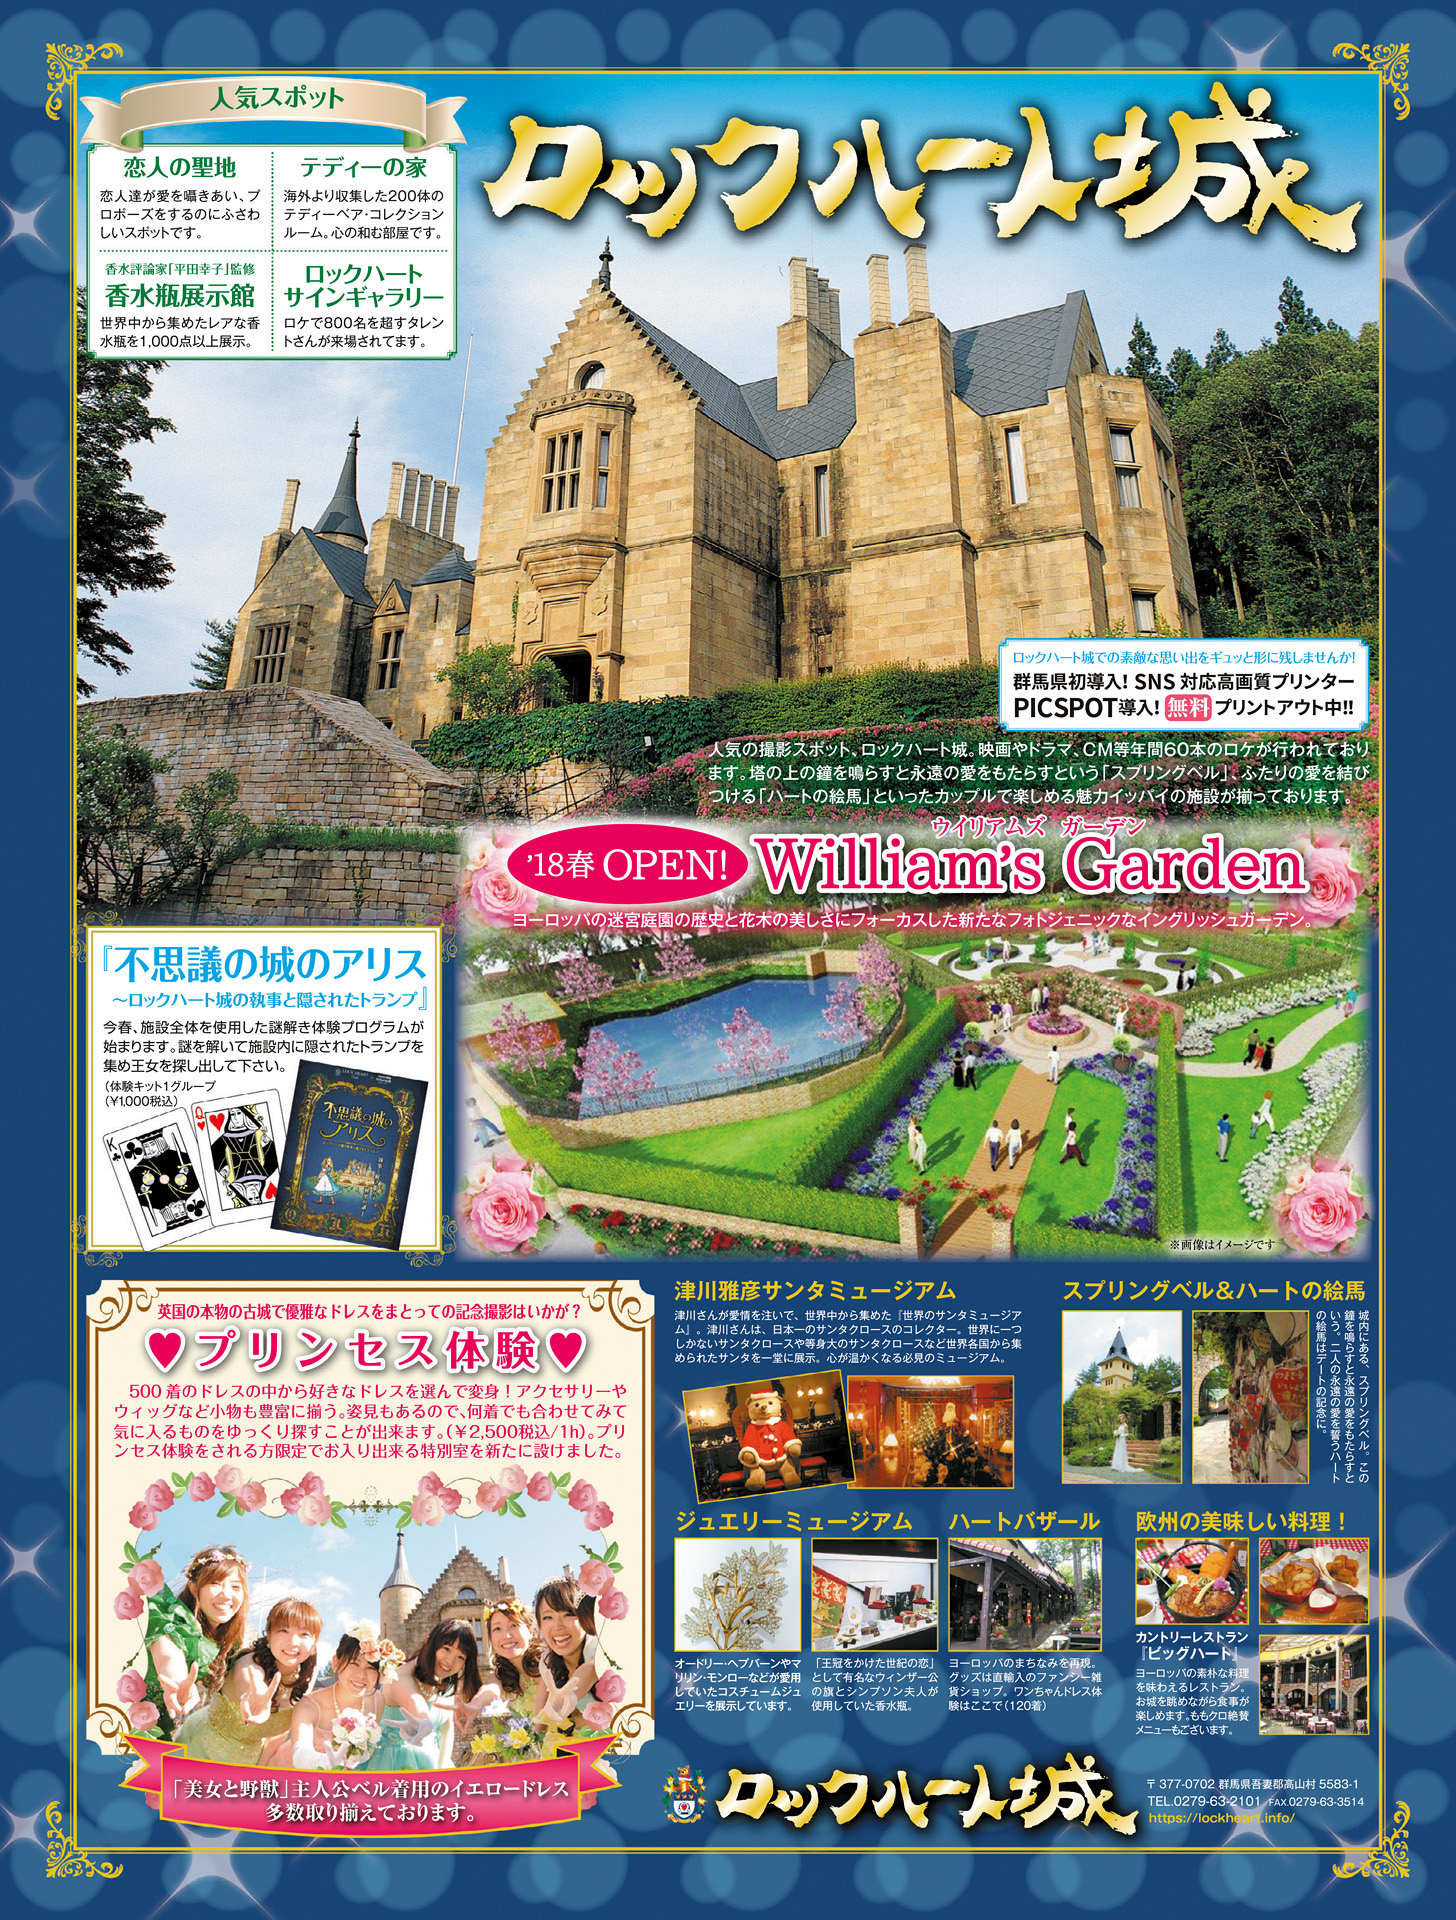 人気スポット
ロックハート城
恋人の聖地
恋人達が愛を囁きあい、プ
ロポーズをするのにふさわ
しいスポットです。
テディーの家
海外より収集した200体の
テディーベア・コレクション
ルーム。心の和む部屋です。
香水評論家「平田幸子」監修
香水瓶展示館
世界中から集めたレアな香
水瓶を1,000点以上展示。
ロックハート
サインギャラリー
ロケで800名を超すタレン
トさんが来場されてます。
ロックハート城での素敵な思い出をギュッと形に残しませんか!
群馬県初導入! SNS 対応高画質プリンター
PICSPOT導入! 無料 プリントアウト中!!
人気の撮影スポット、ロックハート城。映画やドラマ、CM等年間60本のロケが行われており
ます。塔の上の鐘を鳴らすと永遠の愛をもたらすという「スプリングベル」、ふたりの愛を結び
つける「ハートの絵馬」といったカップルで楽しめる魅力イッパイの施設が揃っております。
'18春 OPEN!
ウイリアムズ ガーデン
William's Garden
ヨーロッパの迷宮庭園の歴史と花木の美しさにフォーカスした新たなフォトジェニックなイングリッシュガーデン。
※画像はイメージです
『不思議の城のアリス
～ロックハート城の執事と隠されたトランプ』
今春、施設全体を使用した謎解き体験プログラムが
始まります。謎を解いて施設内に隠されたトランプを
集め王女を探し出して下さい。
(体験キット1グループ
(¥1,000税込)
K
Q
不思議の城の
アリス
英国の本物の古城で優雅なドレスをまとっての記念撮影はいかが?
♥プリンセス体験♥
500着のドレスの中から好きなドレスを選んで変身!アクセサリーや
ウィッグなど小物も豊富に揃う。姿見もあるので、何着でも合わせてみて
気に入るものをゆっくり探すことが出来ます。(¥2,500税込/1h)。プリ
ンセス体験をされる方限定でお入り出来る特別室を新たに設けました。
「美女と野獣」主人公ベル着用のイエロードレス
多数取り揃えております。
津川雅彦サンタミュージアム
津川さんが愛情を注いで、世界中から集めた『世界のサンタミュージア
ム』。津川さんは、日本一のサンタクロースのコレクター。世界に一つ
しかないサンタクロースや等身大のサンタクロースなど世界各国から集
められたサンタを一堂に展示。心が温かくなる必見のミュージアム。
スプリングベル＆ハートの絵馬
城内にある、スプリングベル。この
鐘を鳴らすと永遠の愛をもたらすと
いう。二人の永遠の愛を誓うハート
の絵馬はデートの記念に。
ジュエリーミュージアム
オードリー・ヘプバーンやマ
リリン・モンローなどが愛用
していたコスチュームジュ
エリーを展示しています。
「王冠をかけた世紀の恋」
として有名なウィンザー公
の旗とシンプソン夫人が
使用していた香水瓶。
ハートバザール
ヨーロッパのまちなみを再現。
グッズは直輸入のファンシー雑
貨ショップ。ワンちゃんドレス体
験はここで(120着)
欧州の美味しい料理！
カントリーレストラン
『ビッグハート』
ヨーロッパの素朴な料理
を味わえるレストラン。
お城を眺めながら食事が
楽しめます。ももクロ絶賛
メニューもございます。
ロックハート城
〒377-0702 群馬県吾妻郡高山村 5583-1
TEL.0279-63-2101 FAX.0279-63-3514
https://lockheart.info/